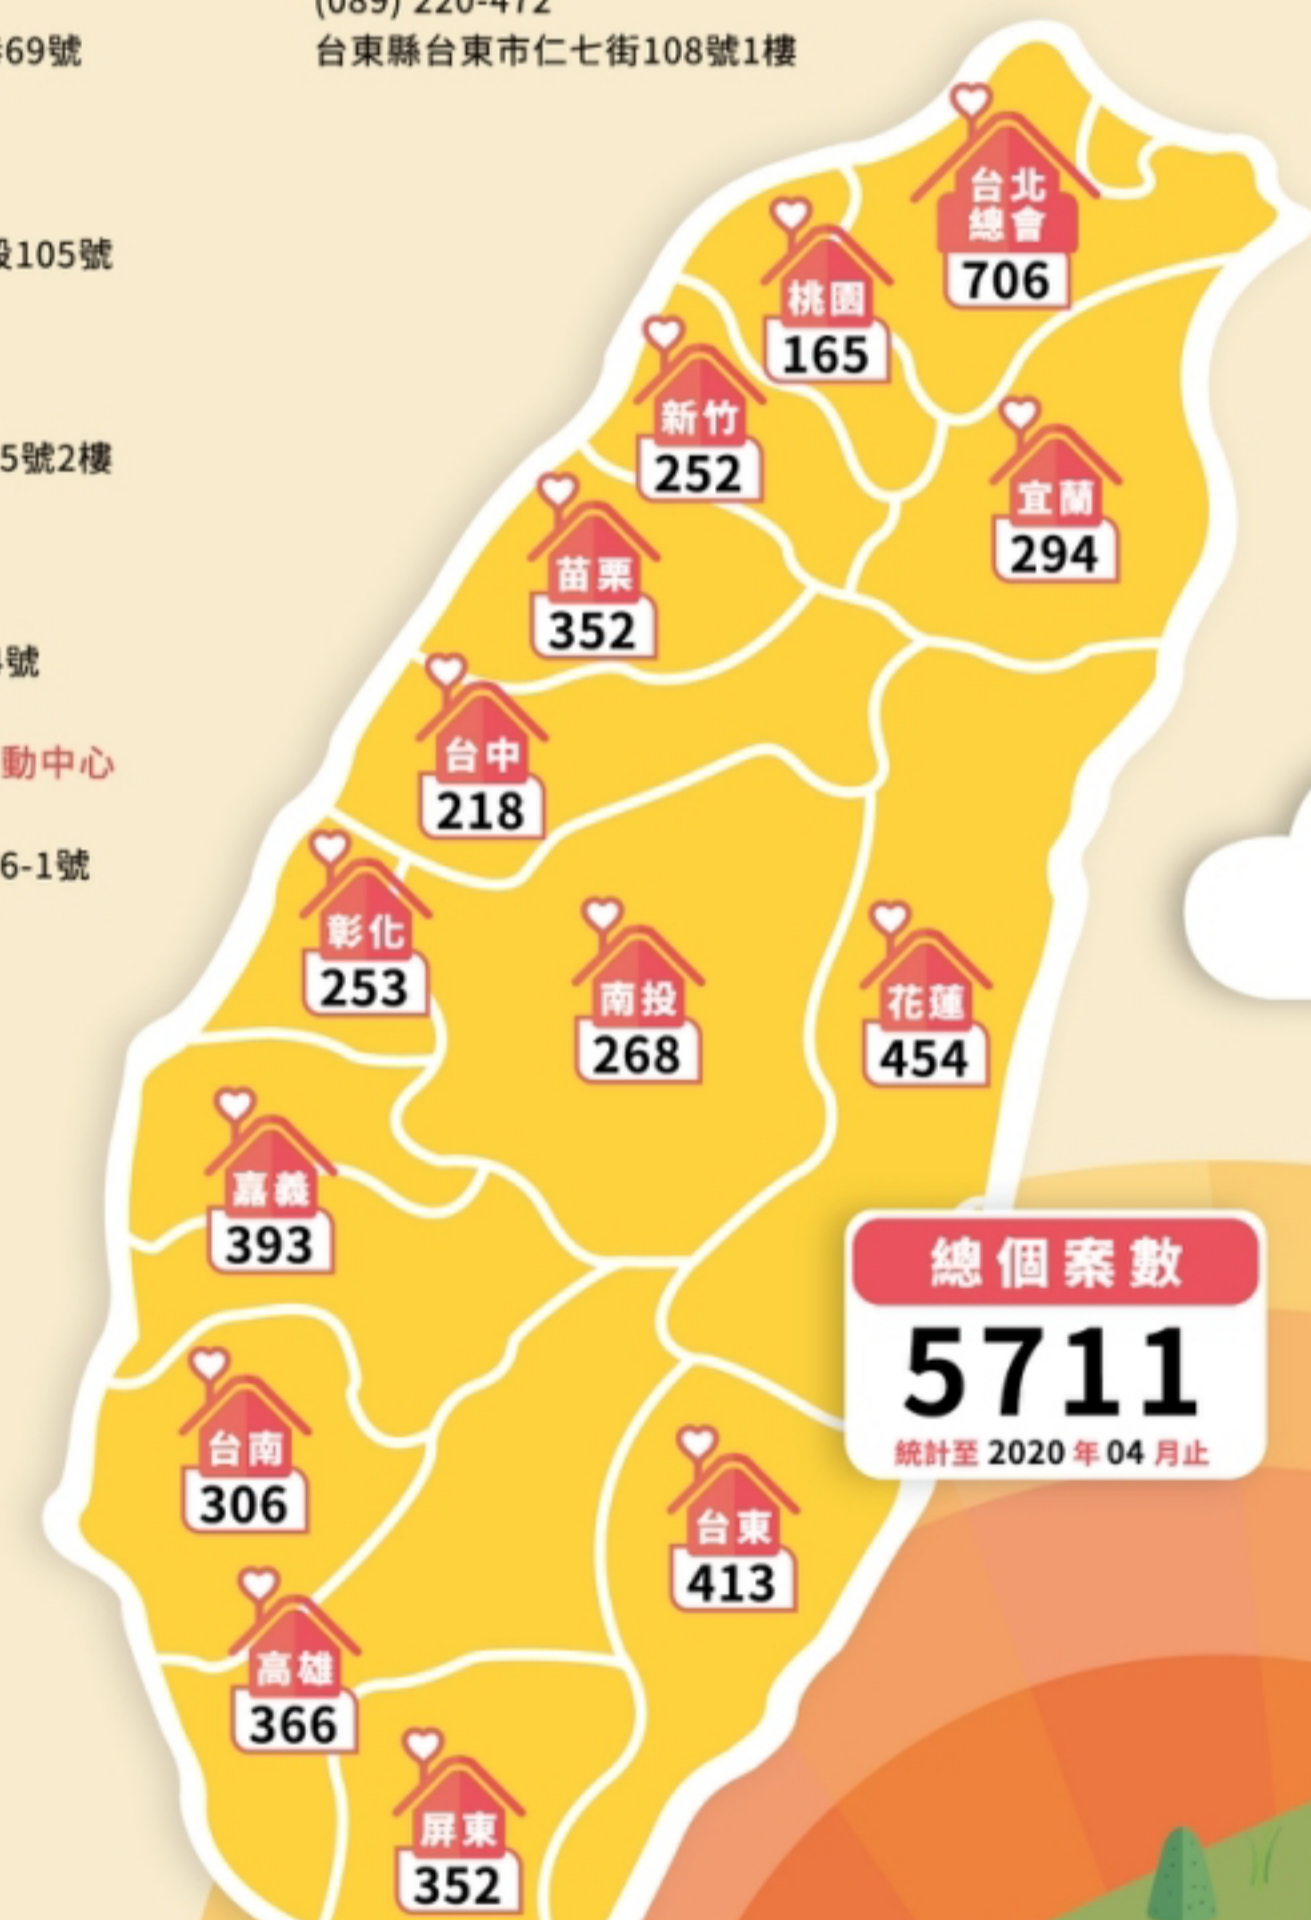 (089) 220-472
69號
台東縣台東市仁七街108號1樓
台北
總會
706
段105號
桃園
165
新竹
252
5號2樓
宜蘭
294
苗栗
352
號
台中
218
動中心
6-1號
彰化
253
南投
268
花蓮
454
嘉義
393
總個案數
5711
統計至 2020 年 04 月止
台南
306
台東
413
高雄
366
屏東
352